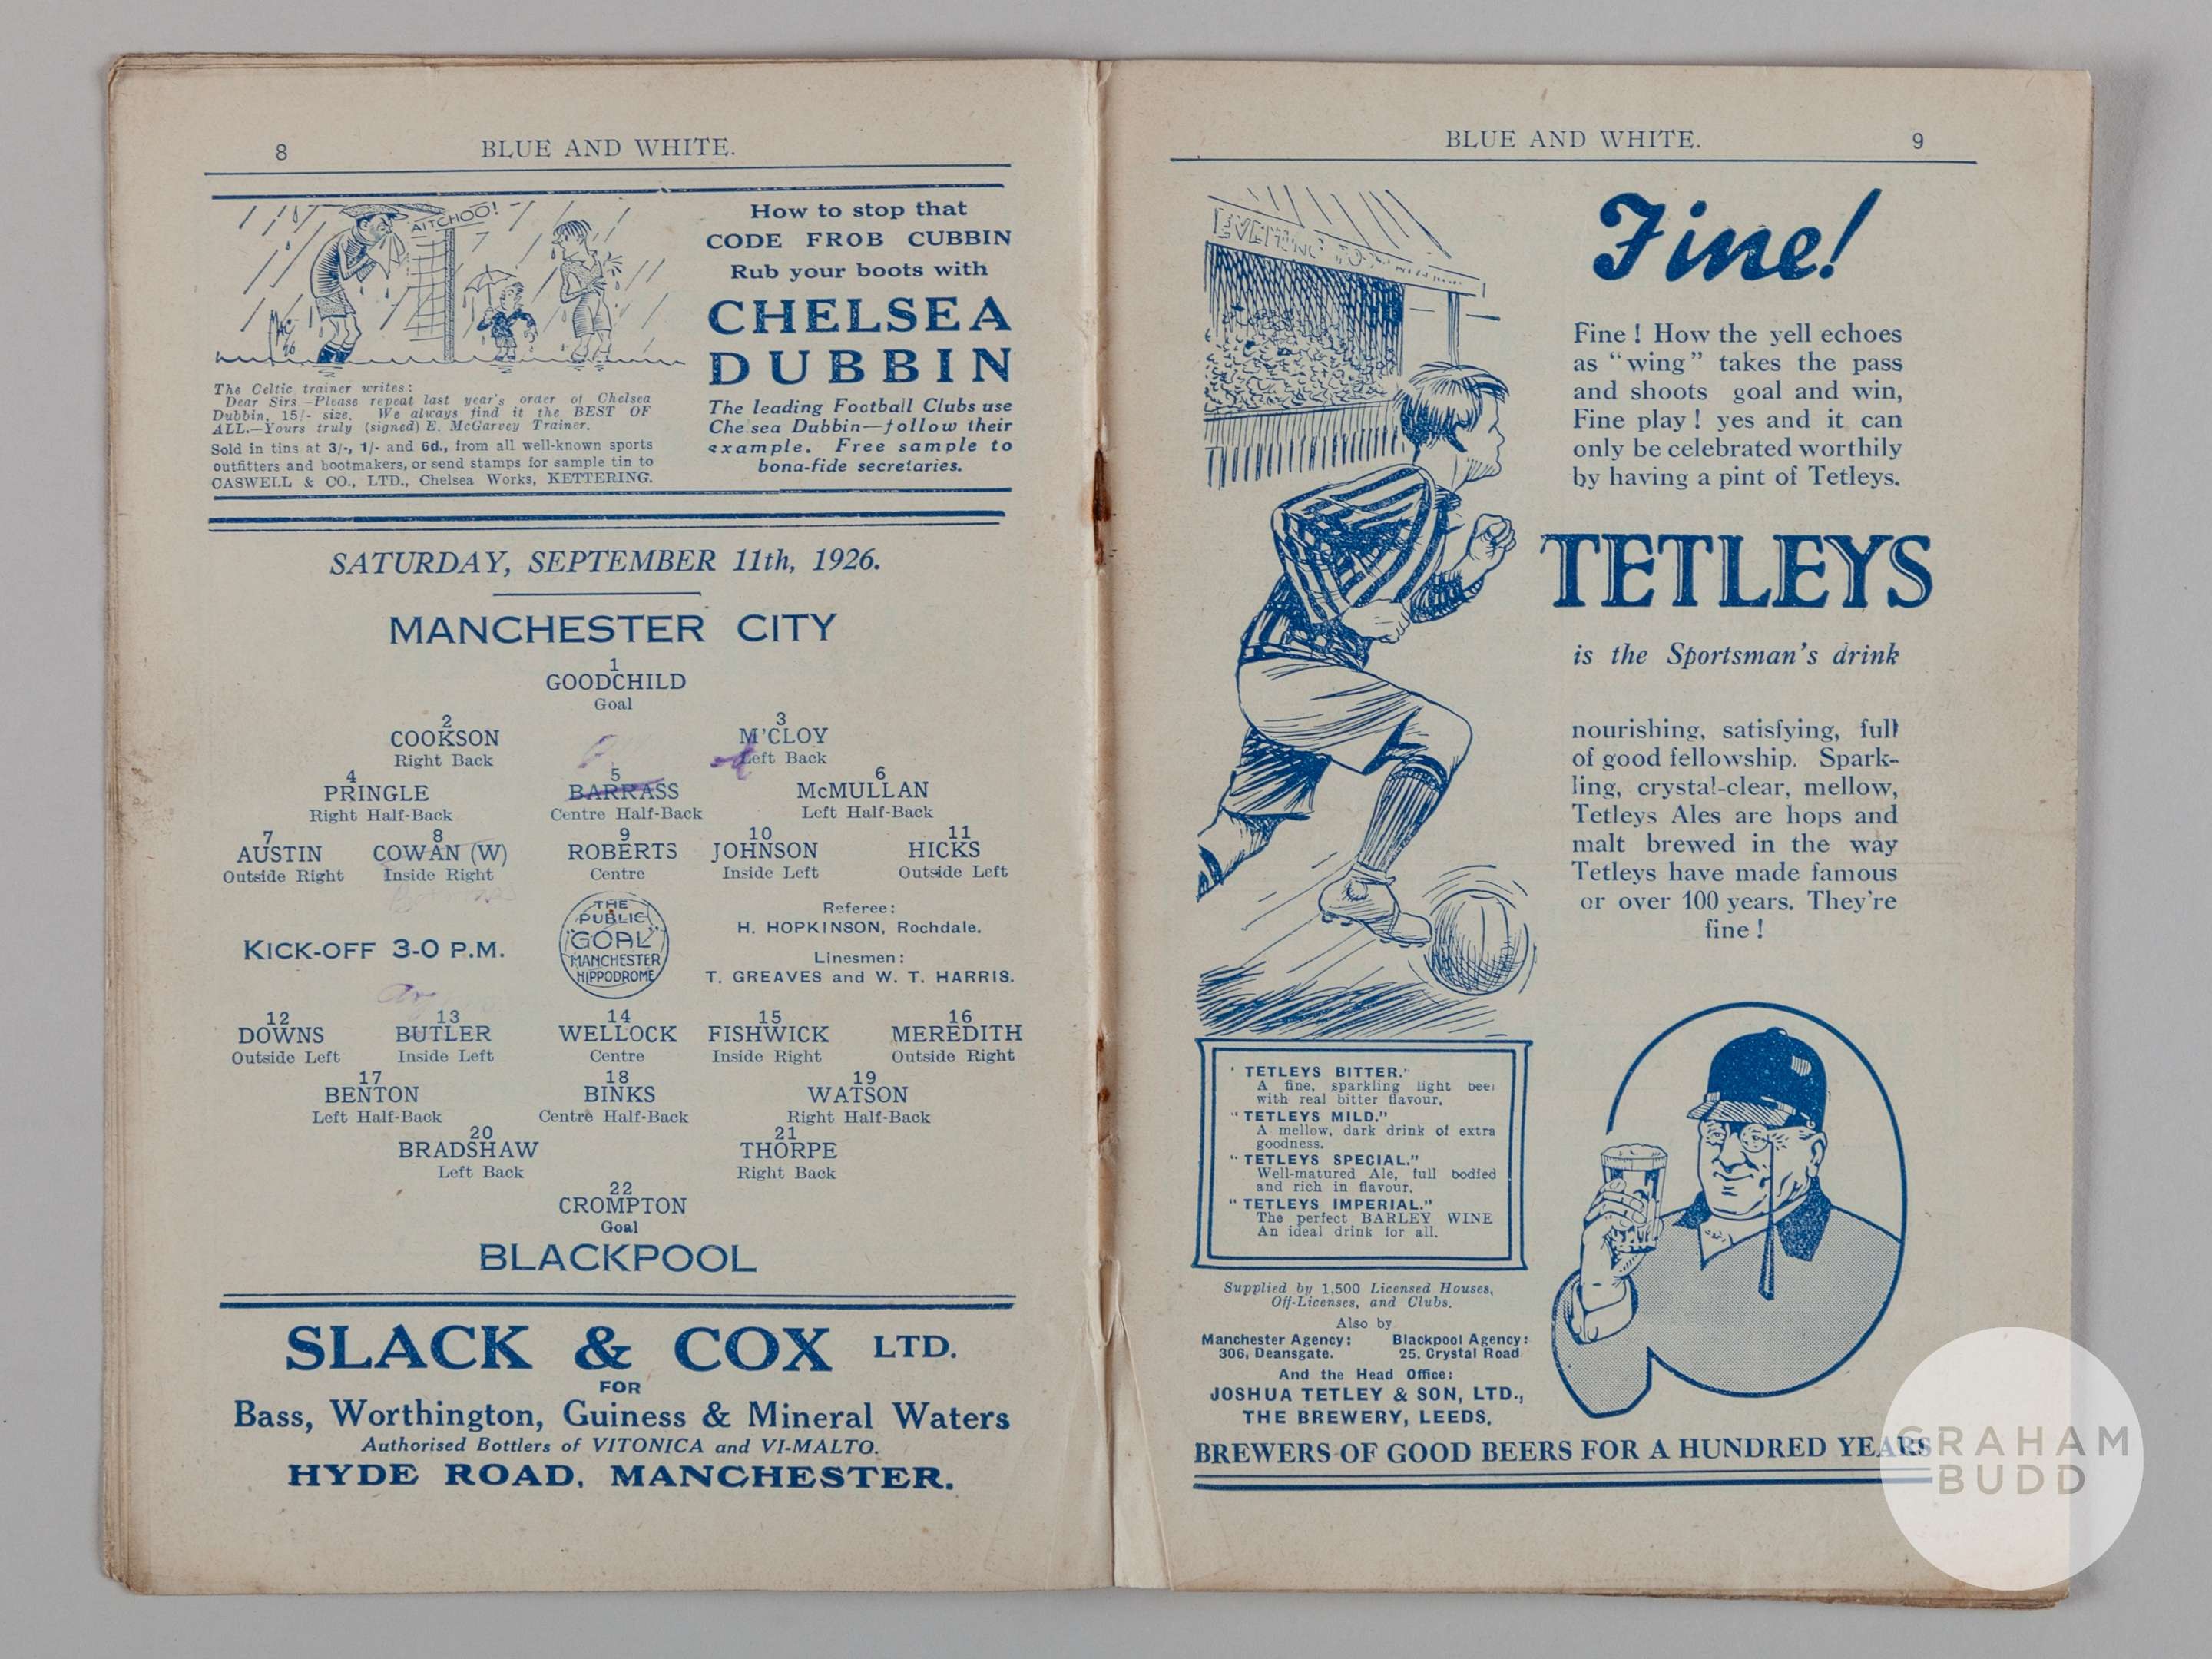 8 BLUE AND WHITE.
AITCHOO!
How to stop that
CODE FROB CUBBIN
Rub your boots with
CHELSEA
DUBBIN
The leading Football Clubs use
Chelsea Dubbin—follow their
example. Free sample to
bona-fide secretaries.
The Celtic trainer writes:
Dear Sirs.—Please repeat last year's order of Chelsea
Dubbin, 15/- size. We always find it the BEST OF
ALL.—Yours truly (signed) E. McGarvey Trainer.
Sold in tins at 3/-, 1/- and 6d., from all well-known sports
outfitters and bootmakers, or send stamps for sample tin to
CASWELL & CO., LTD., Chelsea Works, KETTERING.
SATURDAY, SEPTEMBER 11th, 1926.
MANCHESTER CITY
1
GOODCHILD
Goal
2 3
COOKSON M'CLOY
Right Back Left Back
4 5 6
PRINGLE BARRASS McMULLAN
Right Half-Back Centre Half-Back Left Half-Back
7 8 9 10 11
AUSTIN COWAN (W) ROBERTS JOHNSON HICKS
Outside Right Inside Right Centre Inside Left Outside Left
KICK-OFF 3-0 P.M.
THE
PUBLIC
"GOAL"
MANCHESTER
HIPPODROME
Referee:
H. HOPKINSON, Rochdale.
Linesmen:
T. GREAVES and W. T. HARRIS.
12 13 14 15 16
DOWNS BUTLER WELLOCK FISHWICK MEREDITH
Outside Left Inside Left Centre Inside Right Outside Right
17 18 19
BENTON BINKS WATSON
Left Half-Back Centre Half-Back Right Half-Back
20 21
BRADSHAW THORPE
Left Back Right Back
22
CROMPTON
Goal
BLACKPOOL
SLACK & COX LTD.
FOR
Bass, Worthington, Guiness & Mineral Waters
Authorised Bottlers of VITONICA and VI-MALTO.
HYDE ROAD, MANCHESTER.
BLUE AND WHITE. 9
Fine!
Fine! How the yell echoes
as "wing" takes the pass
and shoots goal and win,
Fine play! yes and it can
only be celebrated worthily
by having a pint of Tetleys.
TETLEYS
is the Sportsman's drink
nourishing, satisfying, full
of good fellowship. Spark-
ling, crystal-clear, mellow,
Tetleys Ales are hops and
malt brewed in the way
Tetleys have made famous
or over 100 years. They're
fine!
' TETLEYS BITTER."
A fine, sparkling light beer
with real bitter flavour.
"TETLEYS MILD."
A mellow, dark drink of extra
goodness.
"TETLEYS SPECIAL."
Well-matured Ale, full bodied
and rich in flavour.
"TETLEYS IMPERIAL."
The perfect BARLEY WINE
An ideal drink for all.
Supplied by 1,500 Licensed Houses,
Off-Licenses, and Clubs.
Also by
Manchester Agency: Blackpool Agency:
306, Deansgate. 25, Crystal Road
And the Head Office:
JOSHUA TETLEY & SON, LTD.,
THE BREWERY, LEEDS.
BREWERS OF GOOD BEERS FOR A HUNDRED YEARS
GRAHAM
BUDD